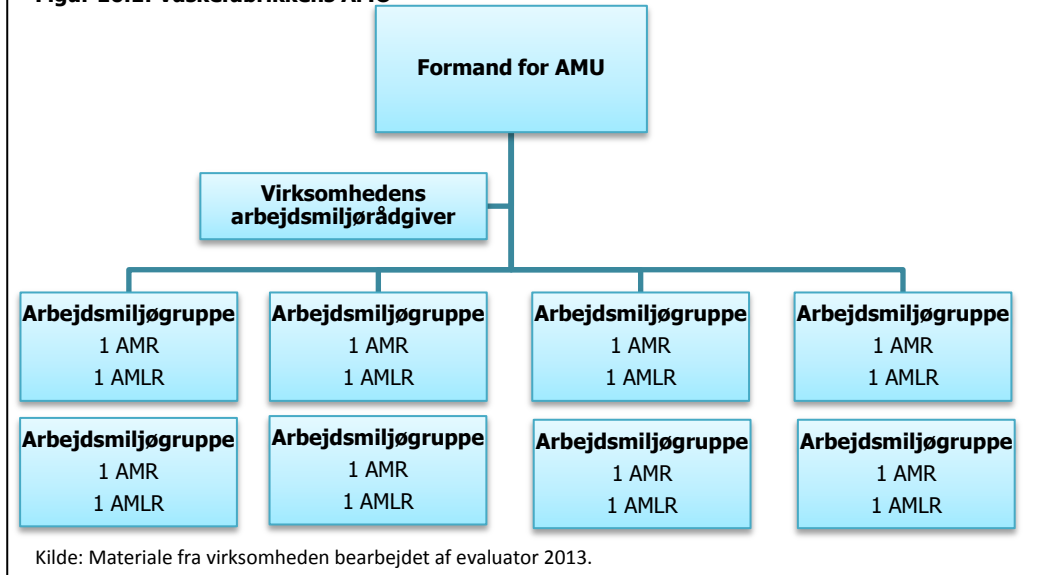 Formand for AMU
Virksomhedens
arbejdsmiljørådgiver
Arbejdsmiljøgruppe
1 AMR
1 AMLR
Arbejdsmiljøgruppe
1 AMR
1 AMLR
Arbejdsmiljøgruppe
1 AMR
1 AMLR
Arbejdsmiljøgruppe
1 AMR
1 AMLR
Arbejdsmiljøgruppe
1 AMR
1 AMLR
Arbejdsmiljøgruppe
1 AMR
1 AMLR
Arbejdsmiljøgruppe
1 AMR
1 AMLR
Arbejdsmiljøgruppe
1 AMR
1 AMLR
Kilde: Materiale fra virksomheden bearbejdet af evaluator 2013.